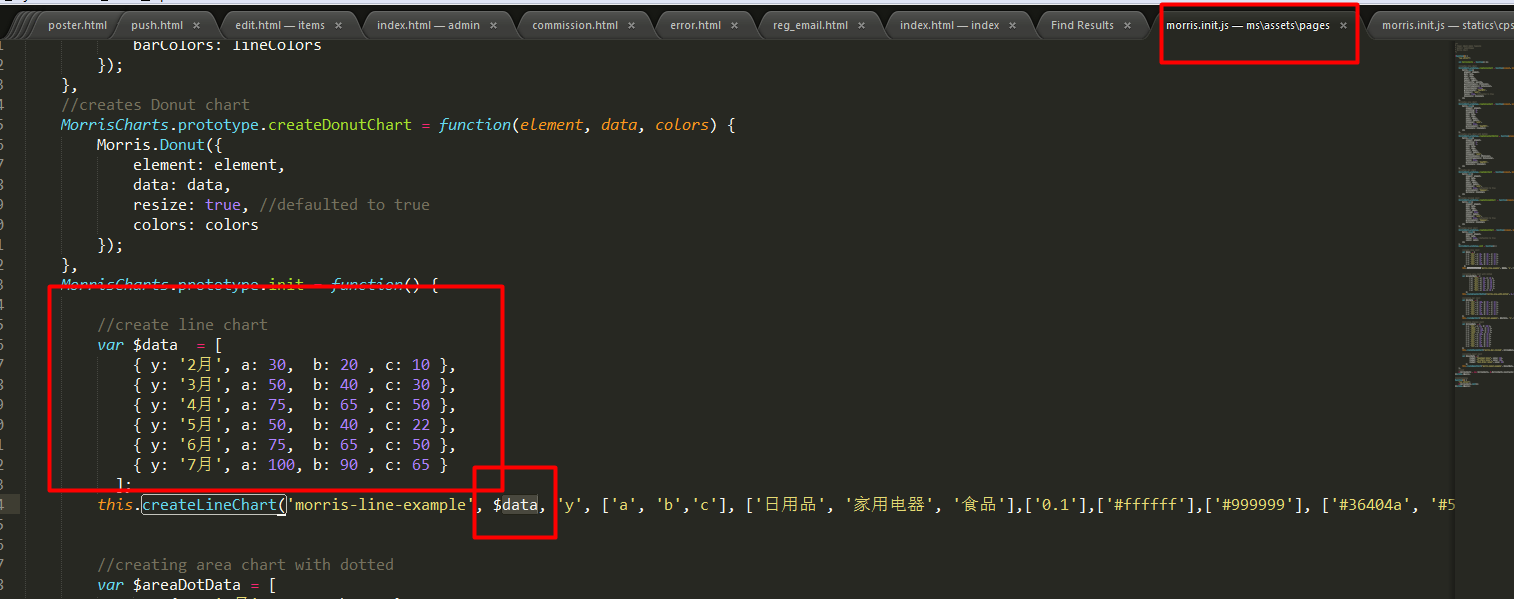 poster.html push.html × edit.html — items × index.html — admin × commission.html × error.html × reg_email.html × index.html — index × Find Results × morris.init.js — ms\assets\pages × morris.init.js — statics\cps
barColors: lineColors
});
},
//creates Donut chart
MorrisCharts.prototype.createDonutChart = function(element, data, colors) {
Morris.Donut({
element: element,
data: data,
resize: true, //defaulted to true
colors: colors
});
},
MorrisCharts.prototype.init = function() {
//create line chart
var $data = [
{ y: '2月', a: 30, b: 20 , c: 10 },
{ y: '3月', a: 50, b: 40 , c: 30 },
{ y: '4月', a: 75, b: 65 , c: 50 },
{ y: '5月', a: 50, b: 40 , c: 22 },
{ y: '6月', a: 75, b: 65 , c: 50 },
{ y: '7月', a: 100, b: 90 , c: 65 }
];
this.createLineChart('morris-line-example', $data, 'y', ['a', 'b','c'], ['日用品', '家用电器', '食品'],['0.1'],['#ffffff'],['#999999'], ['#36404a', '#5
//creating area chart with dotted
var $areaDotData = [